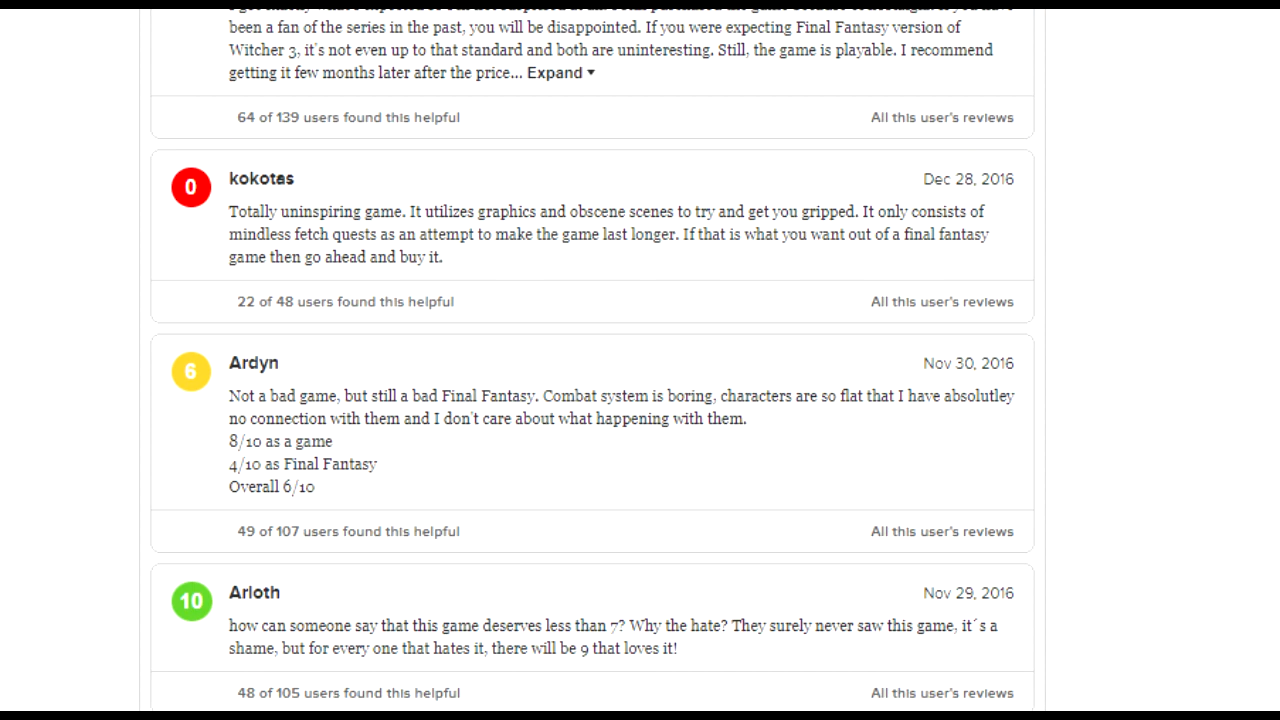 been a fan of the series in the past, you will be disappointed. If you were expecting Final Fantasy version of
Witcher 3, it's not even up to that standard and both are uninteresting. Still, the game is playable. I recommend
getting it few months later after the price... Expand
64 of 139 users found this helpful
All this user's reviews
0
kokotas
Dec 28, 2016
Totally uninspiring game. It utilizes graphics and obscene scenes to try and get you gripped. It only consists of
mindless fetch quests as an attempt to make the game last longer. If that is what you want out of a final fantasy
game then go ahead and buy it.
22 of 48 users found this helpful
All this user's reviews
6
Ardyn
Nov 30, 2016
Not a bad game, but still a bad Final Fantasy. Combat system is boring, characters are so flat that I have absolutley
no connection with them and I don't care about what happening with them.
8/10 as a game
4/10 as Final Fantasy
Overall 6/10
49 of 107 users found this helpful
All this user's reviews
10
Arloth
Nov 29, 2016
how can someone say that this game deserves less than 7? Why the hate? They surely never saw this game, it´s a
shame, but for every one that hates it, there will be 9 that loves it!
48 of 105 users found this helpful
All this user's reviews